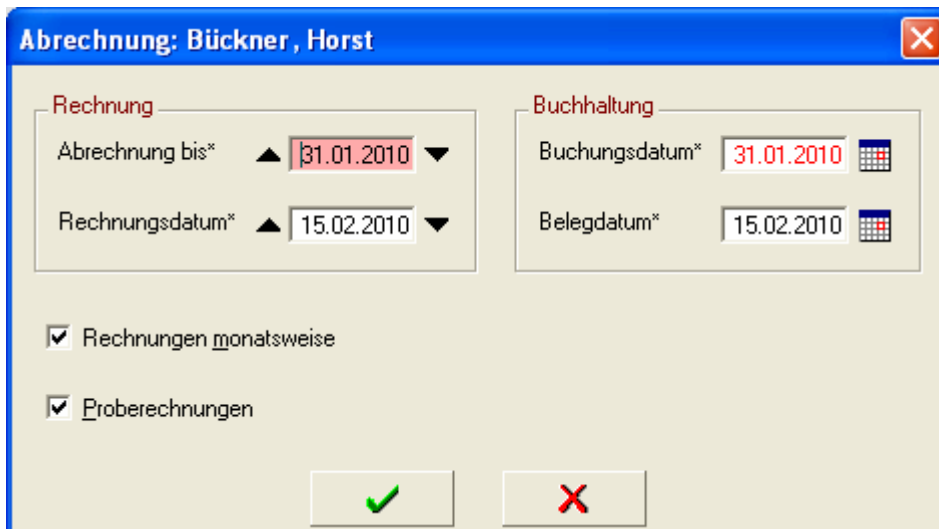 Abrechnung: Bückner , Horst
Rechnung
Abrechnung bis* 31.01.2010
Rechnungsdatum* 15.02.2010
Buchhaltung
Buchungsdatum* 31.01.2010
Belegdatum* 15.02.2010
Rechnungen monatsweise
Proberechnungen